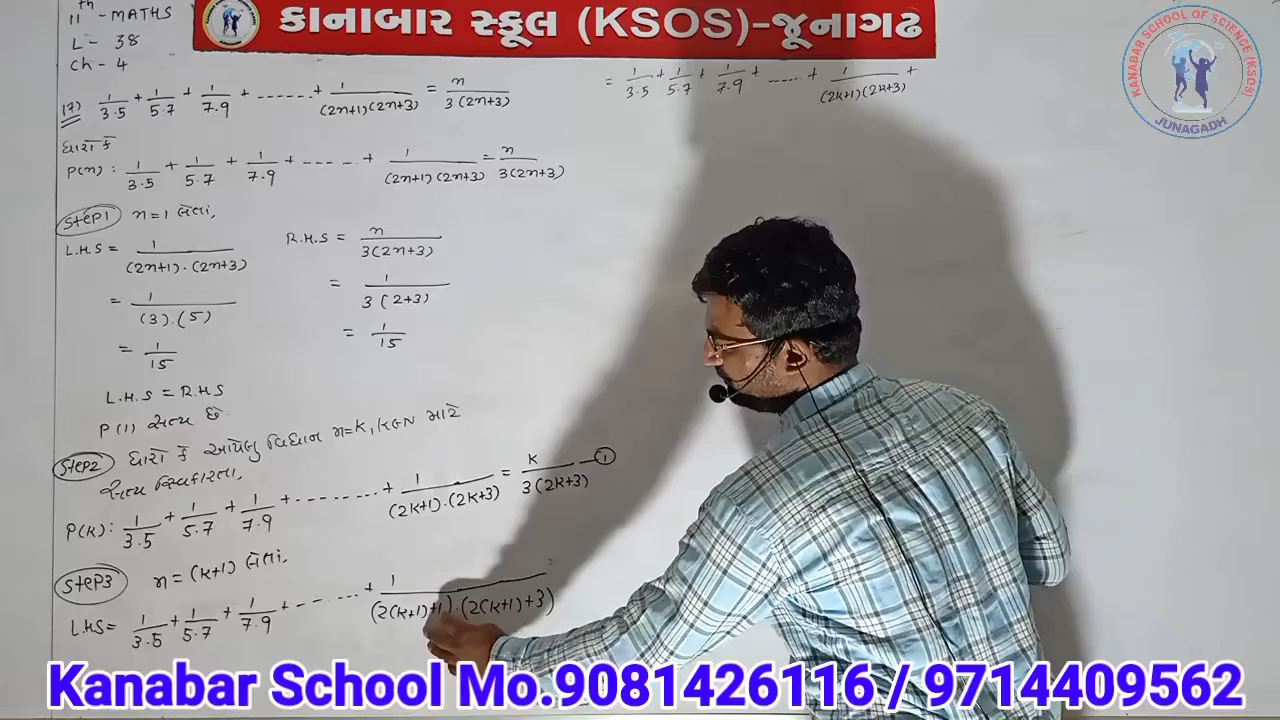 કાનાબાર સ્કૂલ (KSOS)-જૂનાગઢ
KANABAR SCHOOL OF SCIENCE (KSOS)
JUNAGADH
11th - MATHS
L - 38
Ch - 4
(17) 1/3.5 + 1/5.7 + 1/7.9 + ....... + 1/(2n+1)(2n+3) = n/3(2n+3)
ધારો કે
P(n) : 1/3.5 + 1/5.7 + 1/7.9 + ...... + 1/(2n+1)(2n+3) = n/3(2n+3)
Step1 n=1 લેતાં,
L.H.S = 1/(2n+1).(2n+3)
= 1/(3).(5)
= 1/15
R.H.S = n/3(2n+3)
= 1/3(2+3)
= 1/15
L.H.S = R.H.S
P(1) સત્ય છે.
Step2 ધારો કે આપેલુ વિધાન n=K, K∈N માટે
સત્ય સ્વિકારતા,
P(K): 1/3.5 + 1/5.7 + 1/7.9 + ........ + 1/(2k+1).(2k+3) = k/3(2k+3) — ①
Step3 n = (k+1) લેતાં,
L.H.S = 1/3.5 + 1/5.7 + 1/7.9 + ...... + 1/(2(k+1)+1).(2(k+1)+3)
= 1/3.5 + 1/5.7 + 1/7.9 + ...... + 1/(2k+1)(2k+3) +
Kanabar School Mo.9081426116 / 9714409562